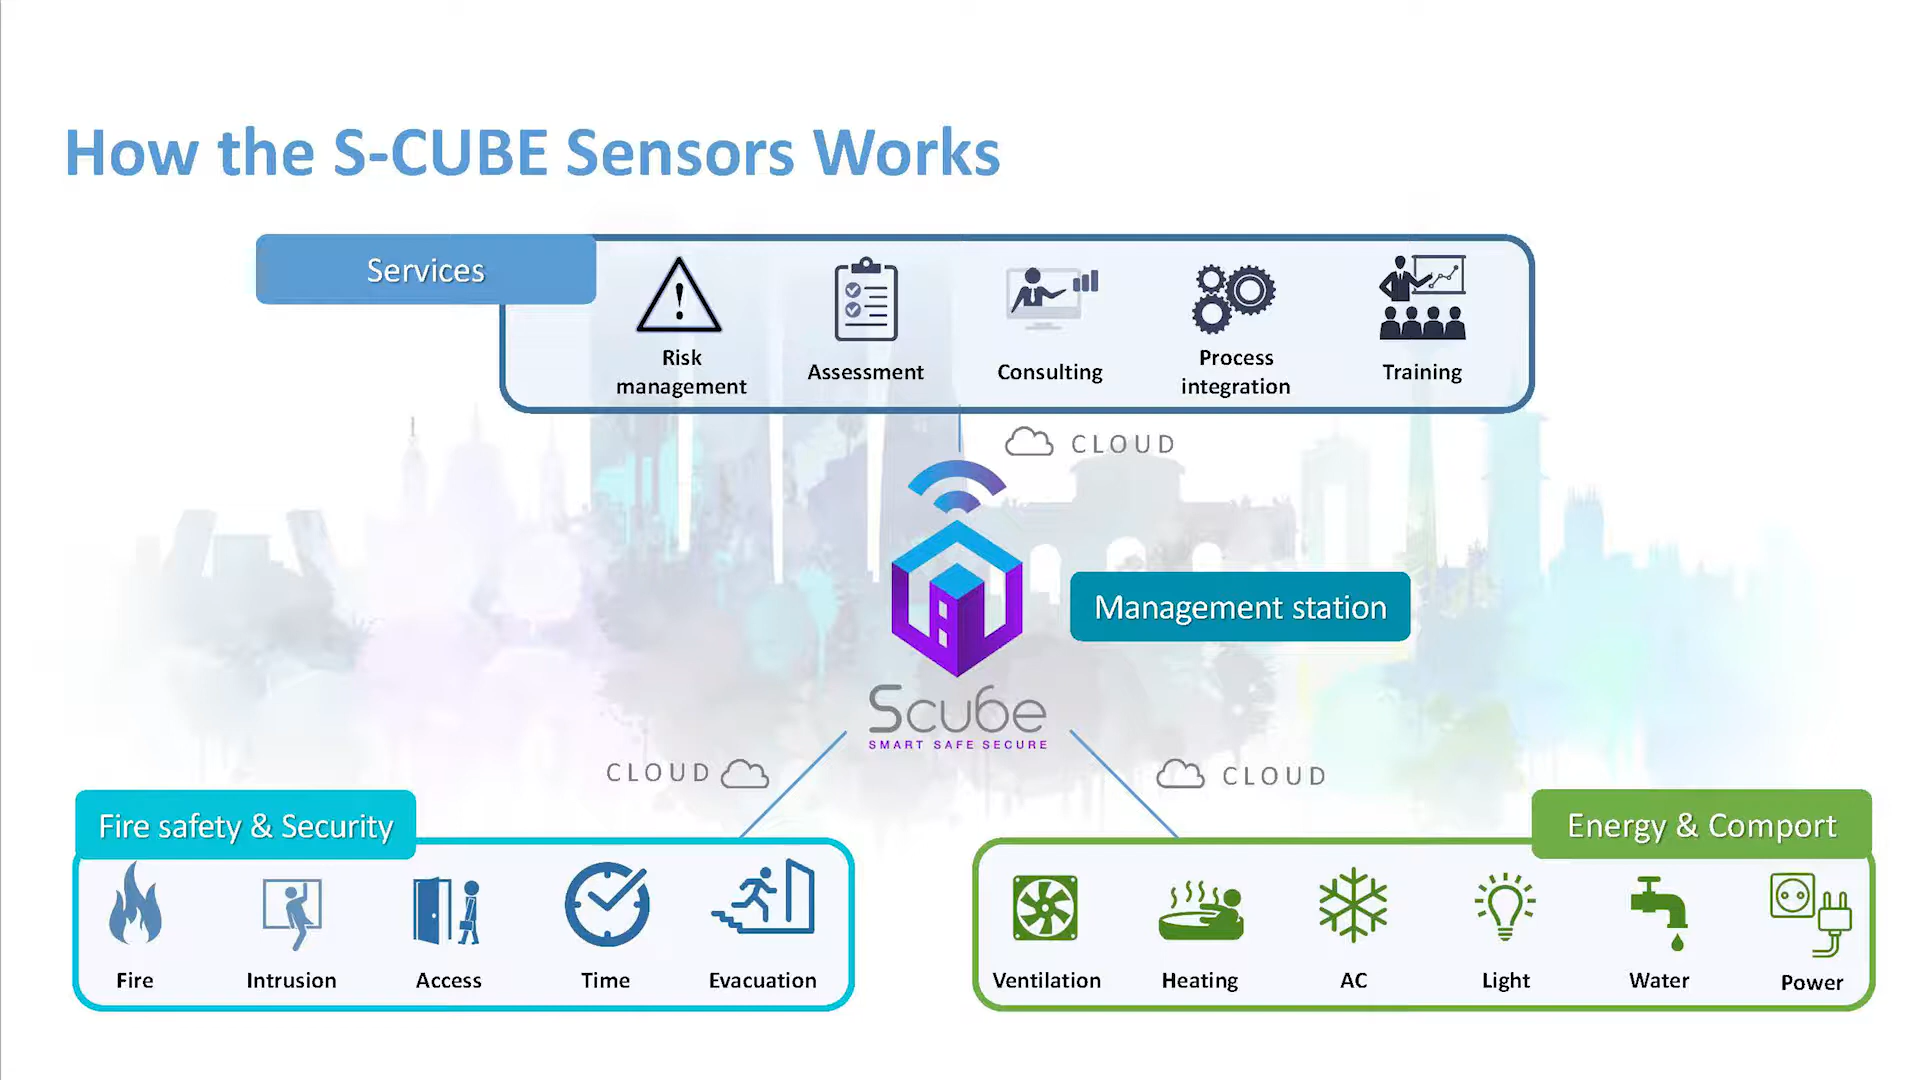 How the S-CUBE Sensors Works
Services
Risk
management
Assessment
Consulting
Process
integration
Training
CLOUD
Management station
Scube
SMART SAFE SECURE
CLOUD
CLOUD
Fire safety & Security
Energy & Comport
Fire
Intrusion
Access
Time
Evacuation
Ventilation
Heating
AC
Light
Water
Power